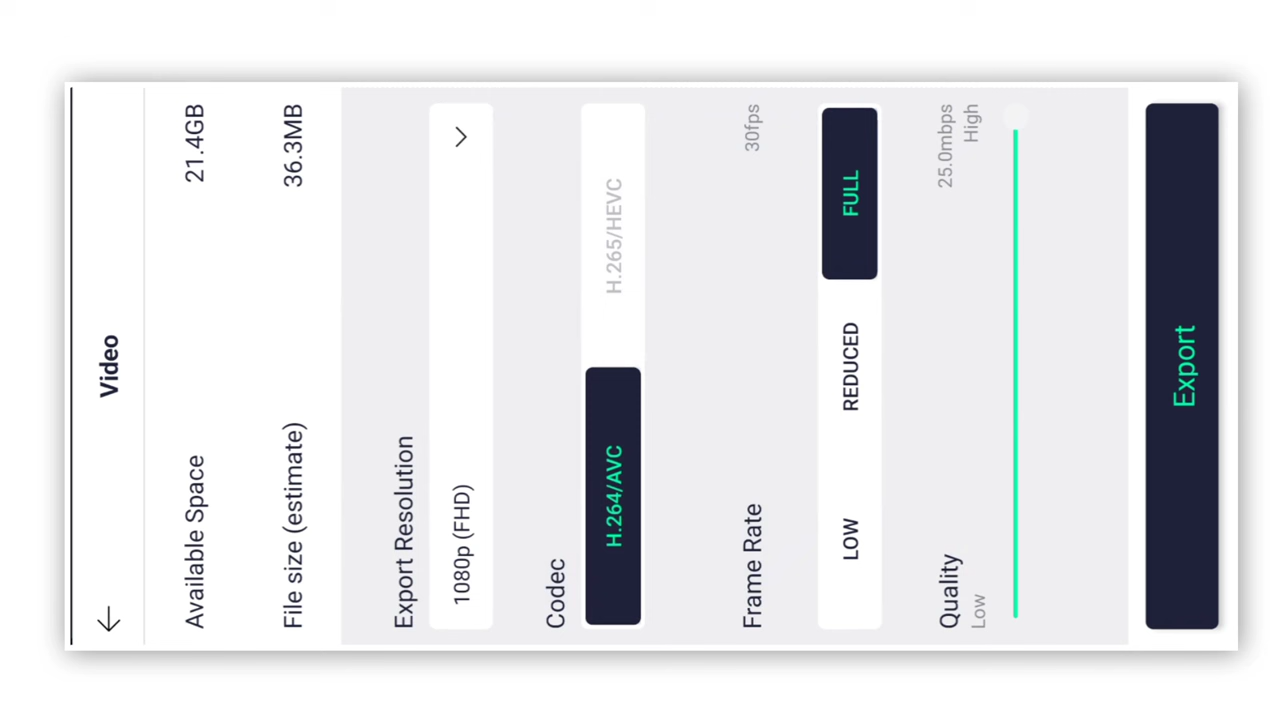 Video
Available Space 21.4GB
File size (estimate) 36.3MB
Export Resolution
1080p (FHD)
Codec
H.264/AVC H.265/HEVC
Frame Rate 30fps
LOW REDUCED FULL
Quality 25.0mbps
Low High
Export